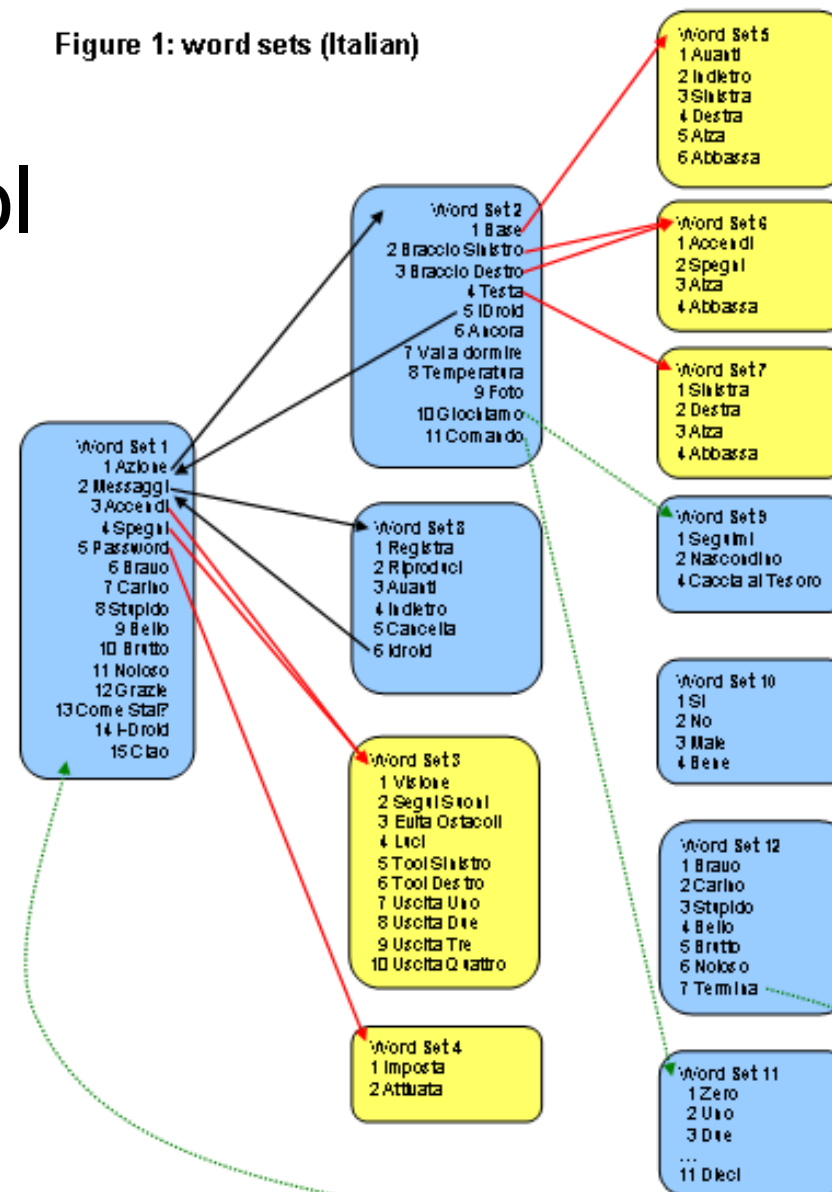 Figure 1: word sets (Italian)
ol
Word Set 1
1 Azione
2 Messaggi
3 Accendi
4 Spegni
5 Password
6 Bravo
7 Carino
8 Stupido
9 Bello
10 Brutto
11 Noioso
12 Grazie
13 Come Stai?
14 I-Droid
15 Ciao
Word Set 2
1 Base
2 Braccio Sinistro
3 Braccio Destro
4 Testa
5 IDroid
6 Ancora
7 Vai a dormire
8 Temperatura
9 Foto
10 Giochiamo
11 Comando
Word Set 8
1 Registra
2 Riproduci
3 Avanti
4 Indietro
5 Cancella
6 Idroid
Word Set 3
1 Visione
2 Segui Suoni
3 Evita Ostacoli
4 Luci
5 Tool Sinistro
6 Tool Destro
7 Uscita Uno
8 Uscita Due
9 Uscita Tre
10 Uscita Quattro
Word Set 4
1 Imposta
2 Attivata
Word Set 5
1 Avanti
2 Indietro
3 Sinistra
4 Destra
5 Alza
6 Abbassa
Word Set 6
1 Accendi
2 Spegni
3 Alza
4 Abbassa
Word Set 7
1 Sinistra
2 Destra
3 Alza
4 Abbassa
Word Set 9
1 Seguimi
2 Nascondino
4 Caccia al Tesoro
Word Set 10
1 Si
2 No
3 Male
4 Bene
Word Set 12
1 Bravo
2 Carino
3 Stupido
4 Bello
5 Brutto
6 Noioso
7 Termina
Word Set 11
1 Zero
2 Uno
3 Due
...
11 Dieci